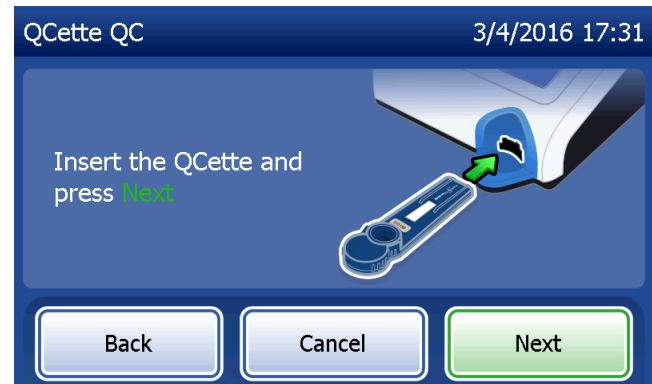 QCette QC
3/4/2016 17:31
Insert the QCette and
press Next
Back
Cancel
Next